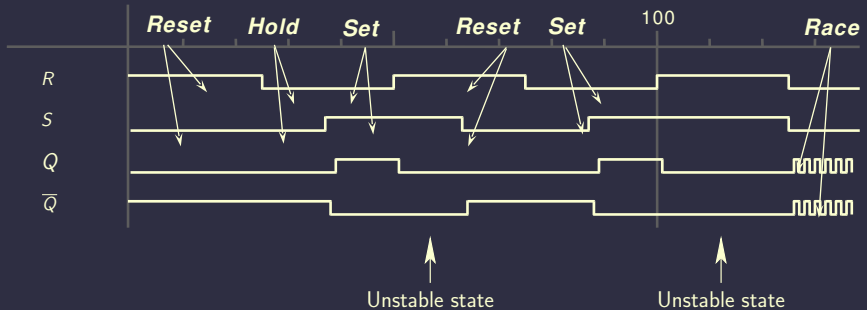 Reset Hold Set Reset Set 100 Race
R
S
Q
Q̅
Unstable state Unstable state